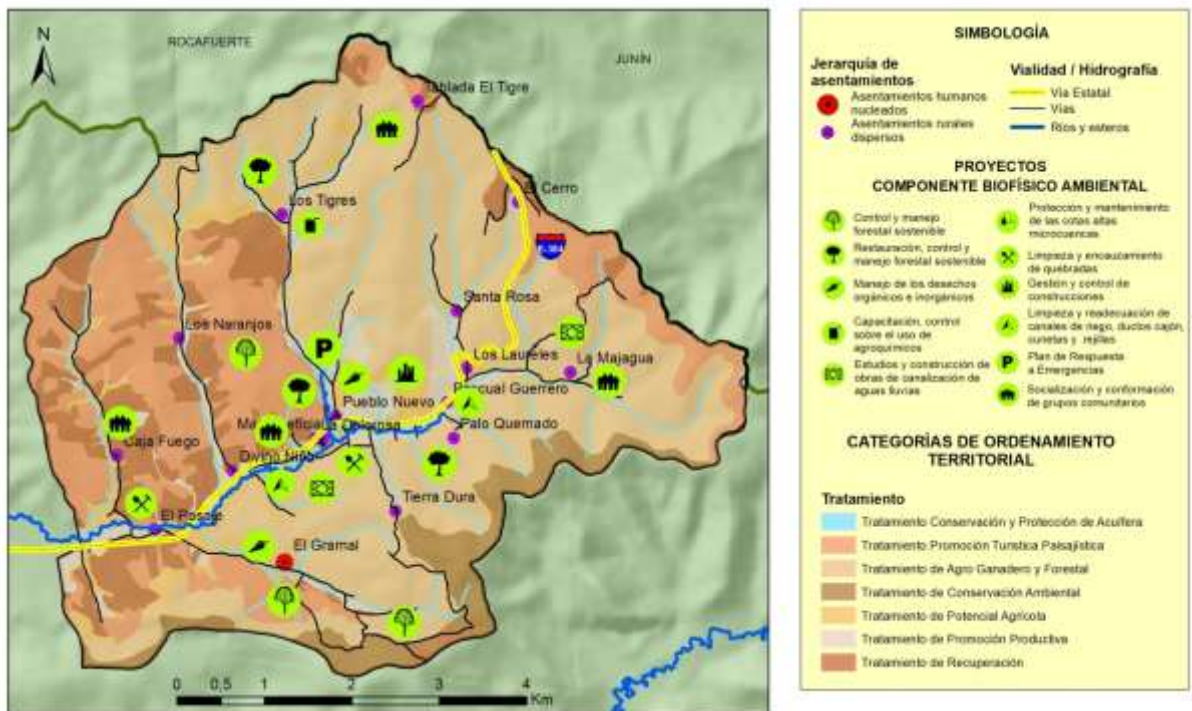 N
ROCAFUERTE
JUNÍN
Tablada El Tigre
El Cerro
Los Tigres
Santa Rosa
Los Naranjos
Los Laureles
La Majagua
Pascual Guerrero
Pueblo Nuevo
Palo Quemado
Dolorosa
Caja Fuego
Divino Niño
Tierra Dura
El Pasaje
El Gramal
P
0 0,5 1 2 3 4
Km
SIMBOLOGÍA
Jerarquía de asentamientos
Asentamientos humanos
nucleados
Asentamientos rurales
dispersos
Vialidad / Hidrografía
Vía Estatal
Vías
Ríos y esteros
PROYECTOS
COMPONENTE BIOFÍSICO AMBIENTAL
Control y manejo
forestal sostenible
Restauración, control y
manejo forestal sostenible
Manejo de los desechos
orgánicos e inorgánicos
Capacitación, control
sobre el uso de
agroquímicos
Estudios y construcción de
obras de canalización de
aguas lluvias
Protección y mantenimiento
de las cotas altas
microcuencas
Limpieza y encauzamiento
de quebradas
Gestión y control de
construcciones
Limpieza y readecuación de
canales de riego, ductos cajón,
cunetas y rejillas
P
Plan de Respuesta
a Emergencias
Socialización y conformación
de grupos comunitarios
CATEGORÍAS DE ORDENAMIENTO
TERRITORIAL
Tratamiento
Tratamiento Conservación y Protección de Acuífera
Tratamiento Promoción Turística Paisajística
Tratamiento de Agro Ganadero y Forestal
Tratamiento de Conservación Ambiental
Tratamiento de Potencial Agrícola
Tratamiento de Promoción Productiva
Tratamiento de Recuperación